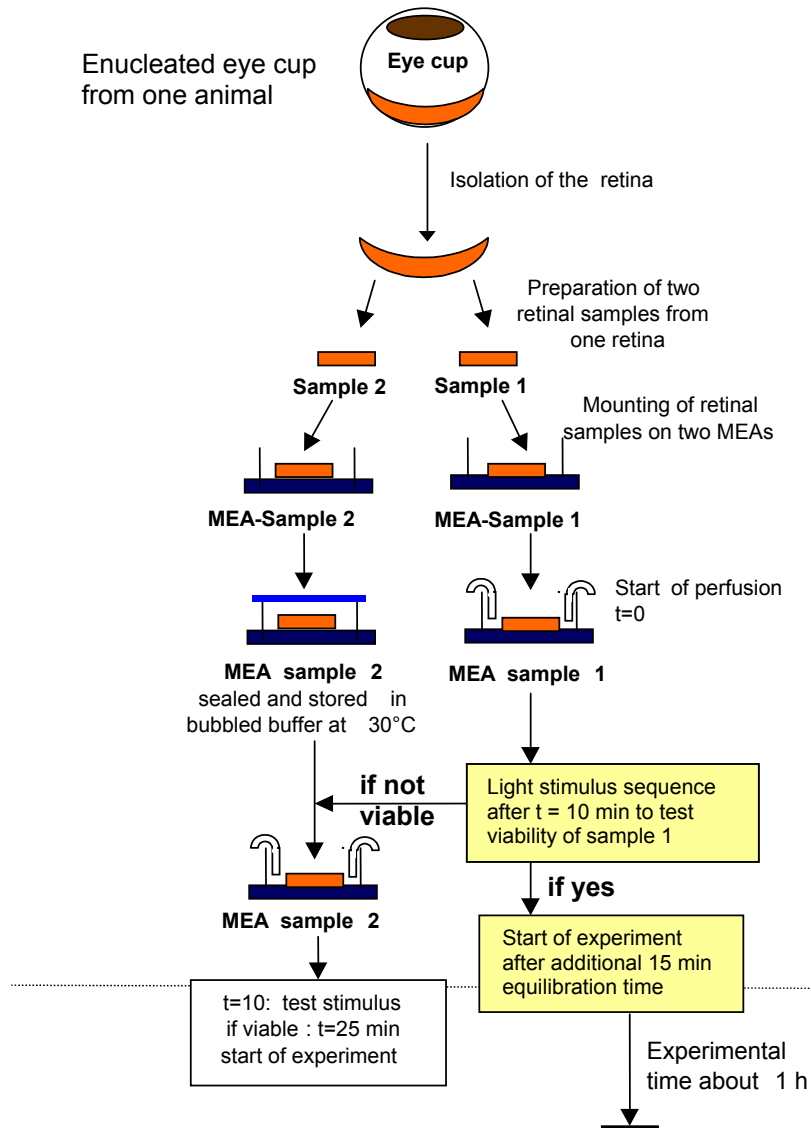 Enucleated eye cup
from one animal
Eye cup
Isolation of the retina
Preparation of two
retinal samples from
one retina
Sample 2
Sample 1
Mounting of retinal
samples on two MEAs
MEA-Sample 2
MEA-Sample 1
Start of perfusion
t=0
MEA sample 2
sealed and stored in
bubbled buffer at 30°C
MEA sample 1
if not
viable
Light stimulus sequence
after t = 10 min to test
viability of sample 1
if yes
MEA sample 2
Start of experiment
after additional 15 min
equilibration time
t=10: test stimulus
if viable : t=25 min
start of experiment
Experimental
time about 1 h